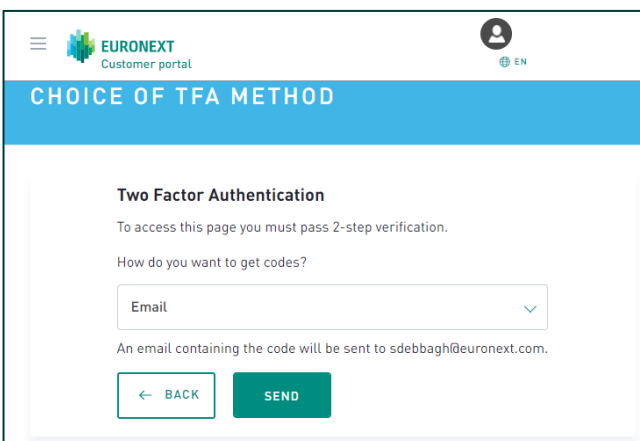 EURONEXT
Customer portal
EN
CHOICE OF TFA METHOD
Two Factor Authentication
To access this page you must pass 2-step verification.
How do you want to get codes?
Email
An email containing the code will be sent to sdebbagh@euronext.com.
← BACK
SEND